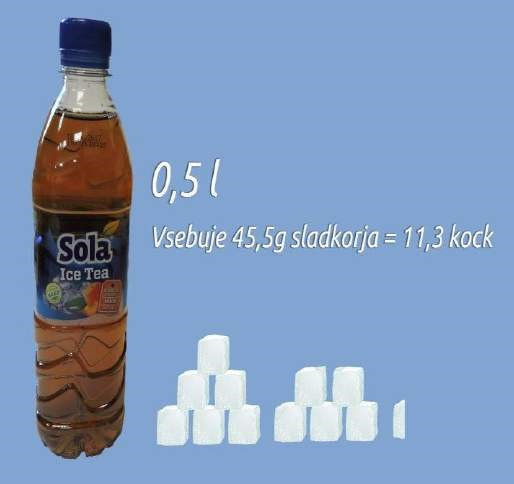 0,5 l
Vsebuje 45,5g sladkorja = 11,3 kock
Sola
Ice Tea